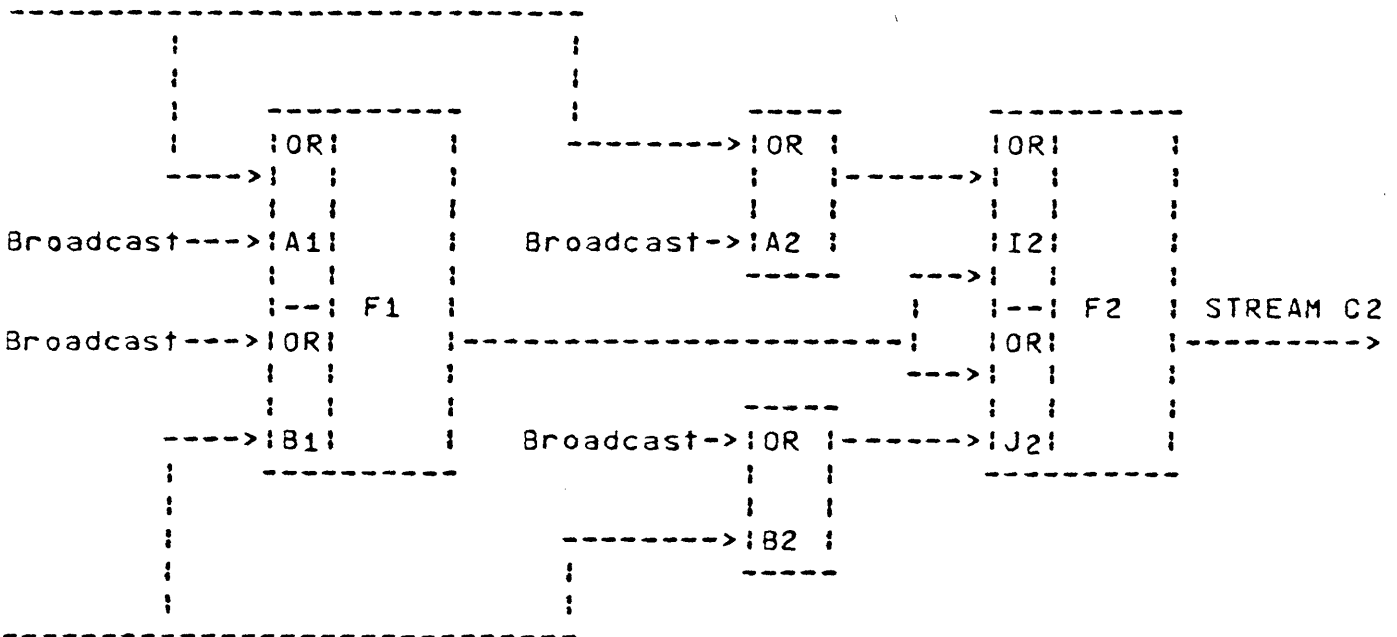 OR OR OR
Broadcast A1 Broadcast A2 I2
F1 F2 STREAM C2
Broadcast OR OR
B1 Broadcast OR J2
B2